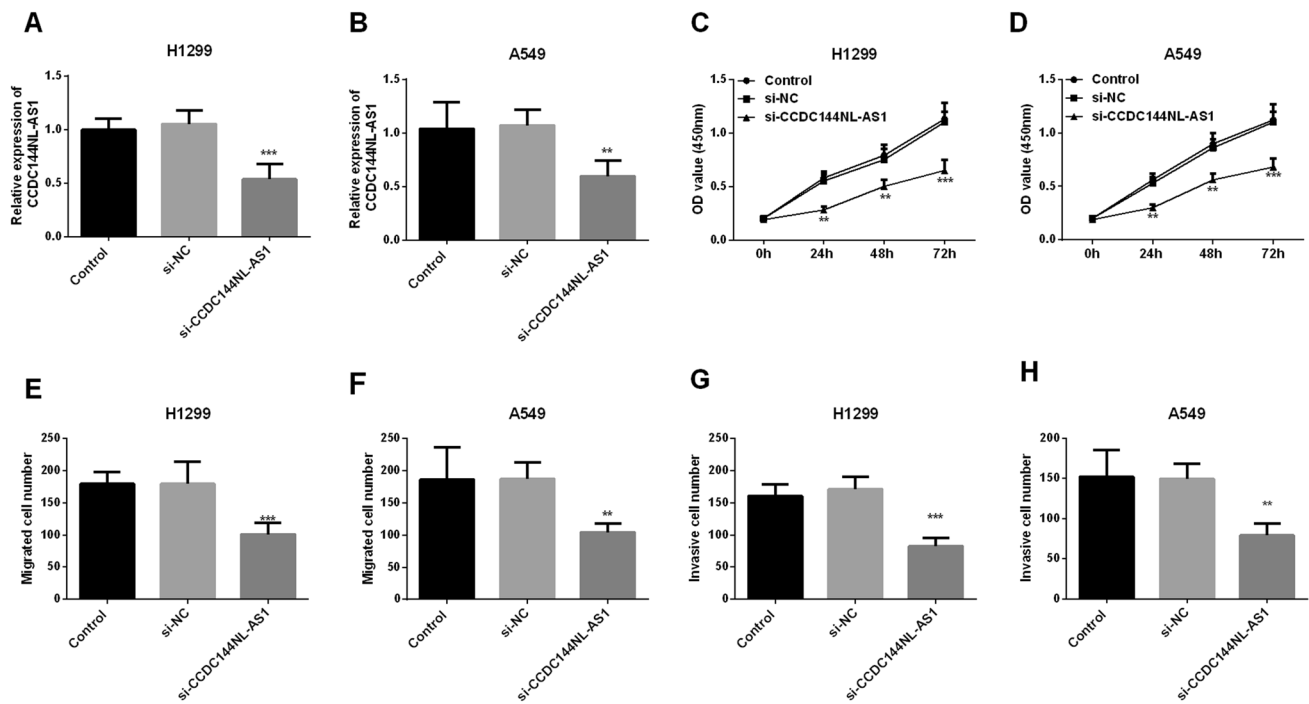 A
H1299
Relative expression of
CCDC144NL-AS1
1.5
1.0
0.5
0.0
***
Control
si-NC
si-CCDC144NL-AS1
B
A549
Relative expression of
CCDC144NL-AS1
1.5
1.0
0.5
0.0
**
Control
si-NC
si-CCDC144NL-AS1
C
H1299
OD value (450nm)
1.5
1.0
0.5
0.0
Control
si-NC
si-CCDC144NL-AS1
**
**
***
0h
24h
48h
72h
D
A549
OD value (450nm)
1.5
1.0
0.5
0.0
Control
si-NC
si-CCDC144NL-AS1
**
**
***
0h
24h
48h
72h
E
H1299
Migrated cell number
250
200
150
100
50
0
***
Control
si-NC
si-CCDC144NL-AS1
F
A549
Migrated cell number
250
200
150
100
50
0
**
Control
si-NC
si-CCDC144NL-AS1
G
H1299
Invasive cell number
250
200
150
100
50
0
***
Control
si-NC
si-CCDC144NL-AS1
H
A549
Invasive cell number
200
150
100
50
0
**
Control
si-NC
si-CCDC144NL-AS1